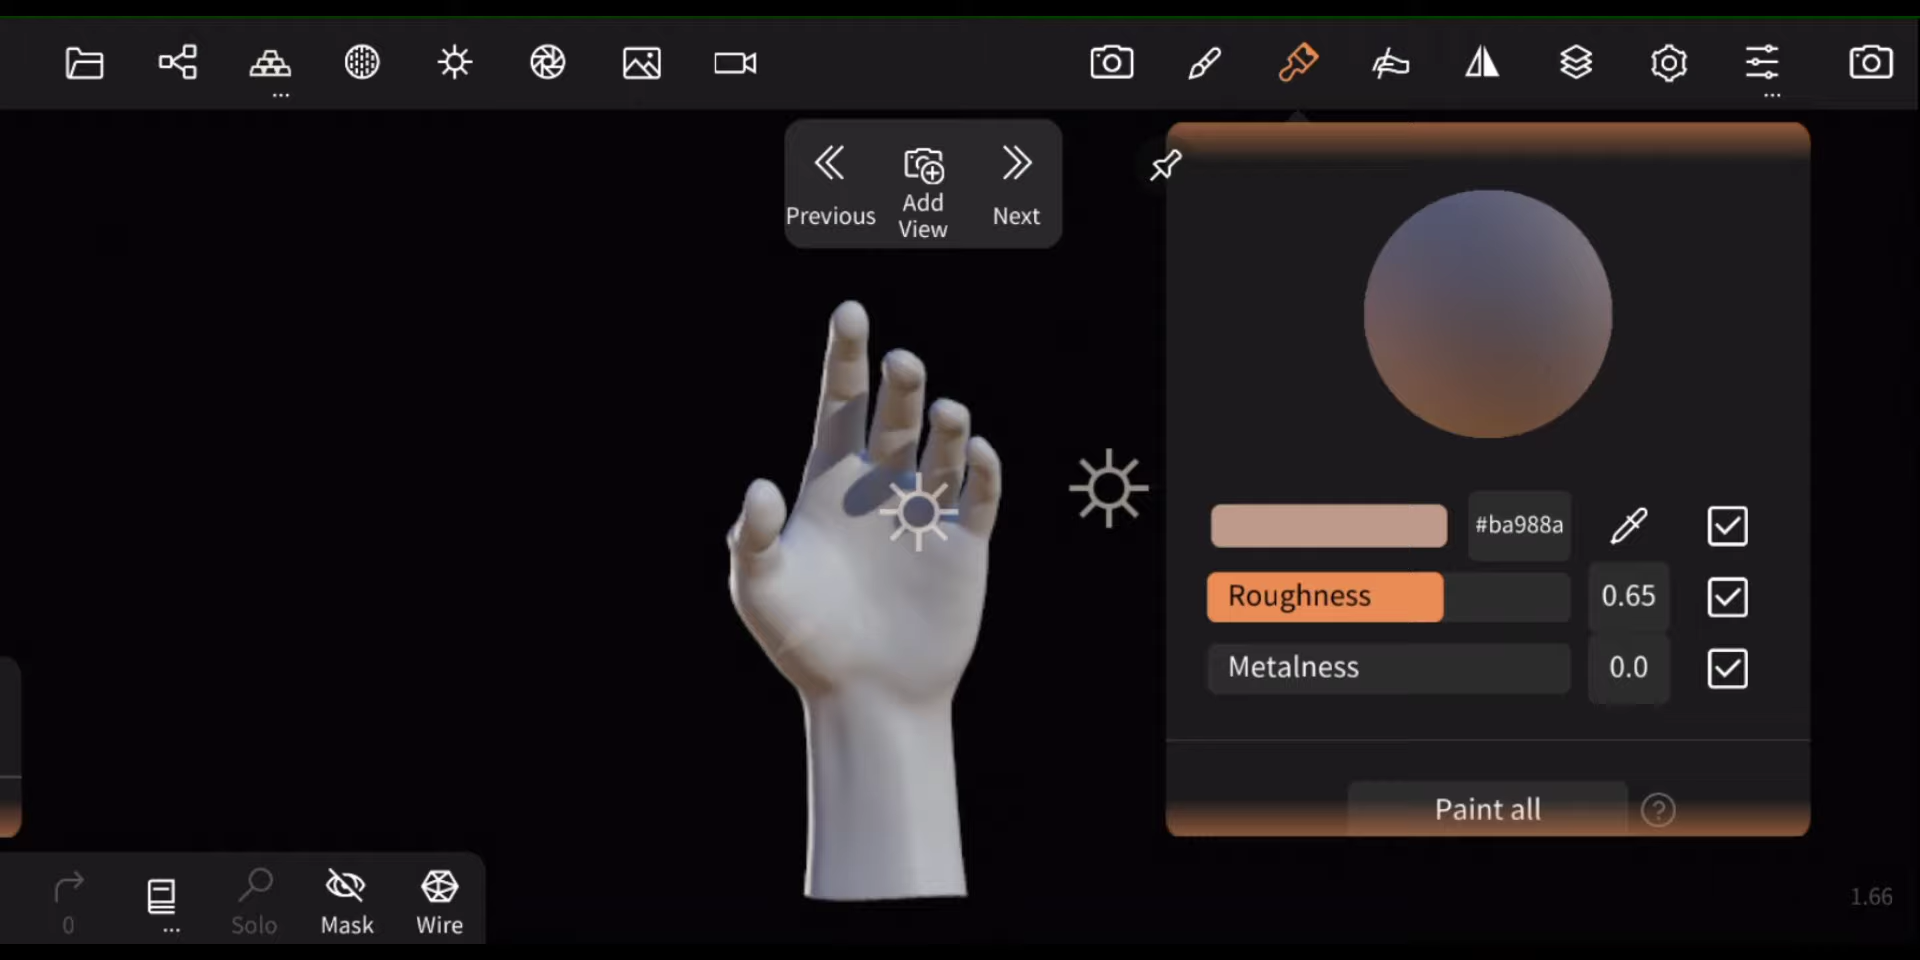 ...
...
Previous
Add
View
Next
#ba988a
Roughness
0.65
Metalness
0.0
Paint all
?
1.66
0
...
Solo
Mask
Wire